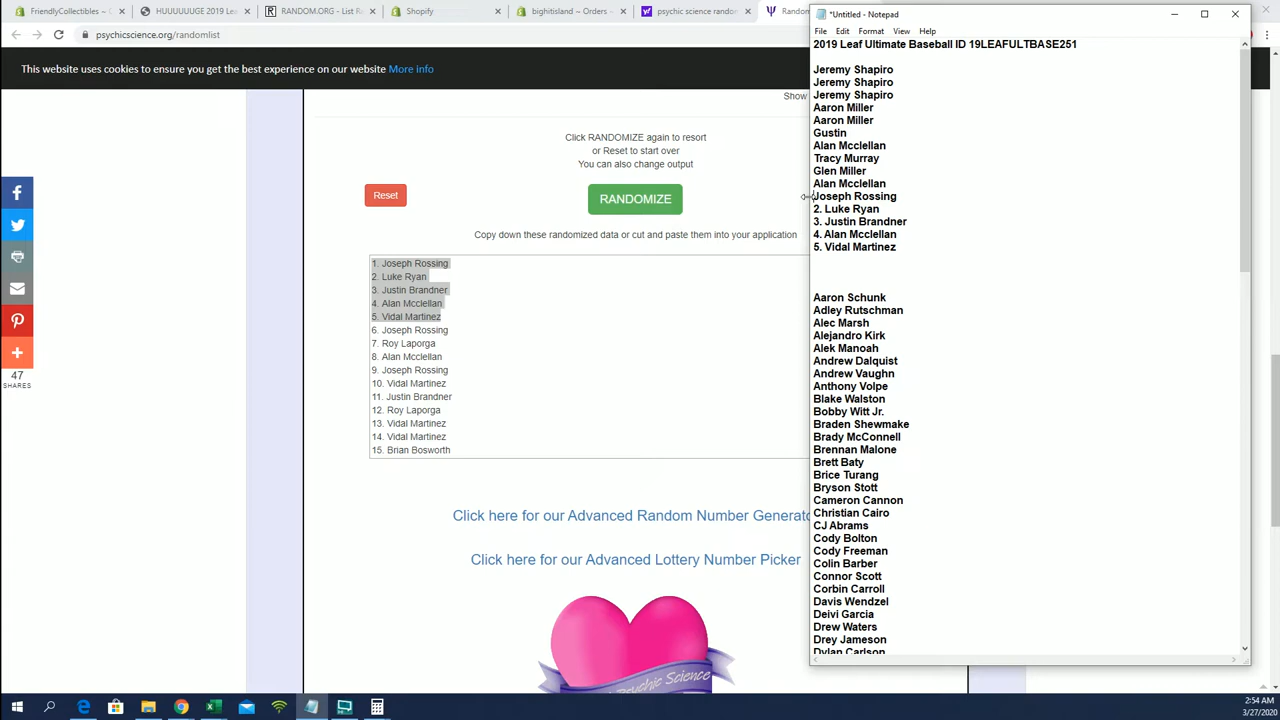 FriendlyCollectibles ~ C
HUUUUUUGE 2019 Lea
RANDOM.ORG - List Ra
Shopify
bighitisland ~ Orders ~
psychic science random
Random
psychicscience.org/randomlist
This website uses cookies to ensure you get the best experience on our website More info
Show
Click RANDOMIZE again to resort
or Reset to start over
You can also change output
Reset
RANDOMIZE
Copy down these randomized data or cut and paste them into your application
1. Joseph Rossing
2. Luke Ryan
3. Justin Brandner
4. Alan Mcclellan
5. Vidal Martinez
6. Joseph Rossing
7. Roy Laporga
8. Alan Mcclellan
9. Joseph Rossing
10. Vidal Martinez
11. Justin Brandner
12. Roy Laporga
13. Vidal Martinez
14. Vidal Martinez
15. Brian Bosworth
Click here for our Advanced Random Number Generato
Click here for our Advanced Lottery Number Picker
Psychic Science
47
SHARES
*Untitled - Notepad
File Edit Format View Help
2019 Leaf Ultimate Baseball ID 19LEAFULTBASE251
Jeremy Shapiro
Jeremy Shapiro
Jeremy Shapiro
Aaron Miller
Aaron Miller
Gustin
Alan Mcclellan
Tracy Murray
Glen Miller
Alan Mcclellan
Joseph Rossing
2. Luke Ryan
3. Justin Brandner
4. Alan Mcclellan
5. Vidal Martinez
Aaron Schunk
Adley Rutschman
Alec Marsh
Alejandro Kirk
Alek Manoah
Andrew Dalquist
Andrew Vaughn
Anthony Volpe
Blake Walston
Bobby Witt Jr.
Braden Shewmake
Brady McConnell
Brennan Malone
Brett Baty
Brice Turang
Bryson Stott
Cameron Cannon
Christian Cairo
CJ Abrams
Cody Bolton
Cody Freeman
Colin Barber
Connor Scott
Corbin Carroll
Davis Wendzel
Deivi Garcia
Drew Waters
Drey Jameson
Dylan Carlson
2:54 AM
3/27/2020